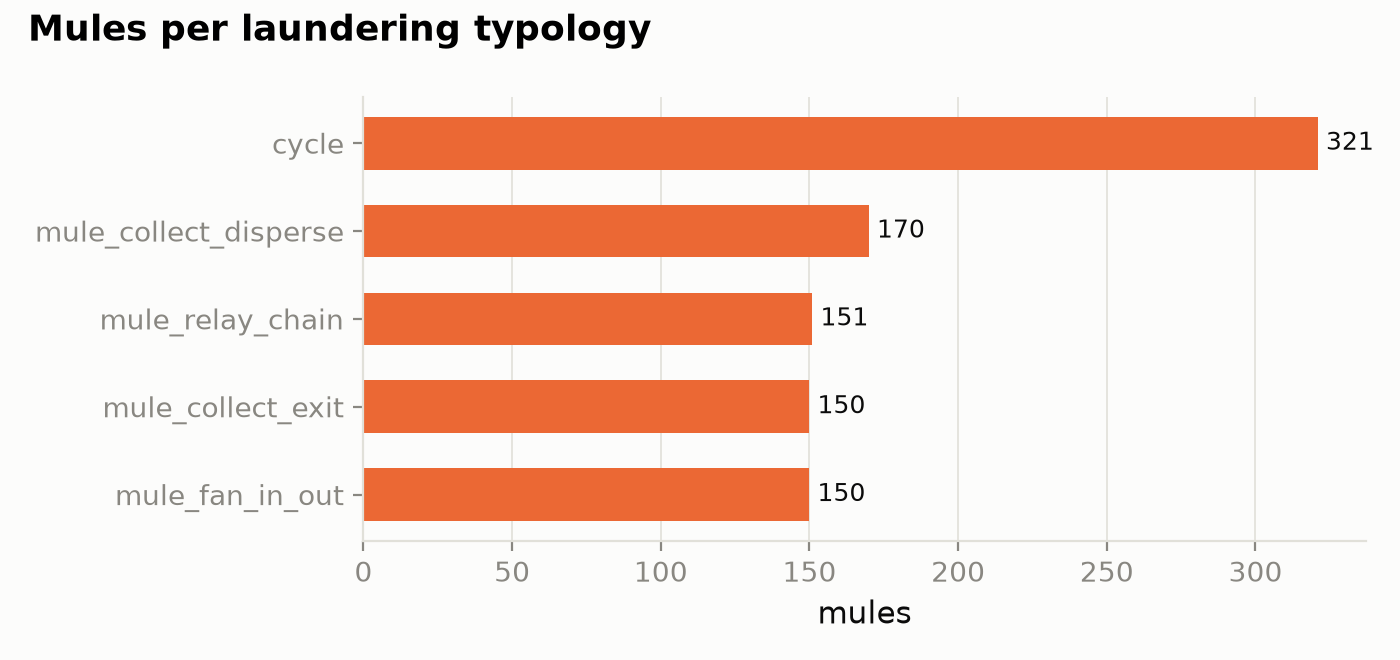 Mules per laundering typology
cycle 321
mule_collect_disperse 170
mule_relay_chain 151
mule_collect_exit 150
mule_fan_in_out 150
0 50 100 150 200 250 300
mules